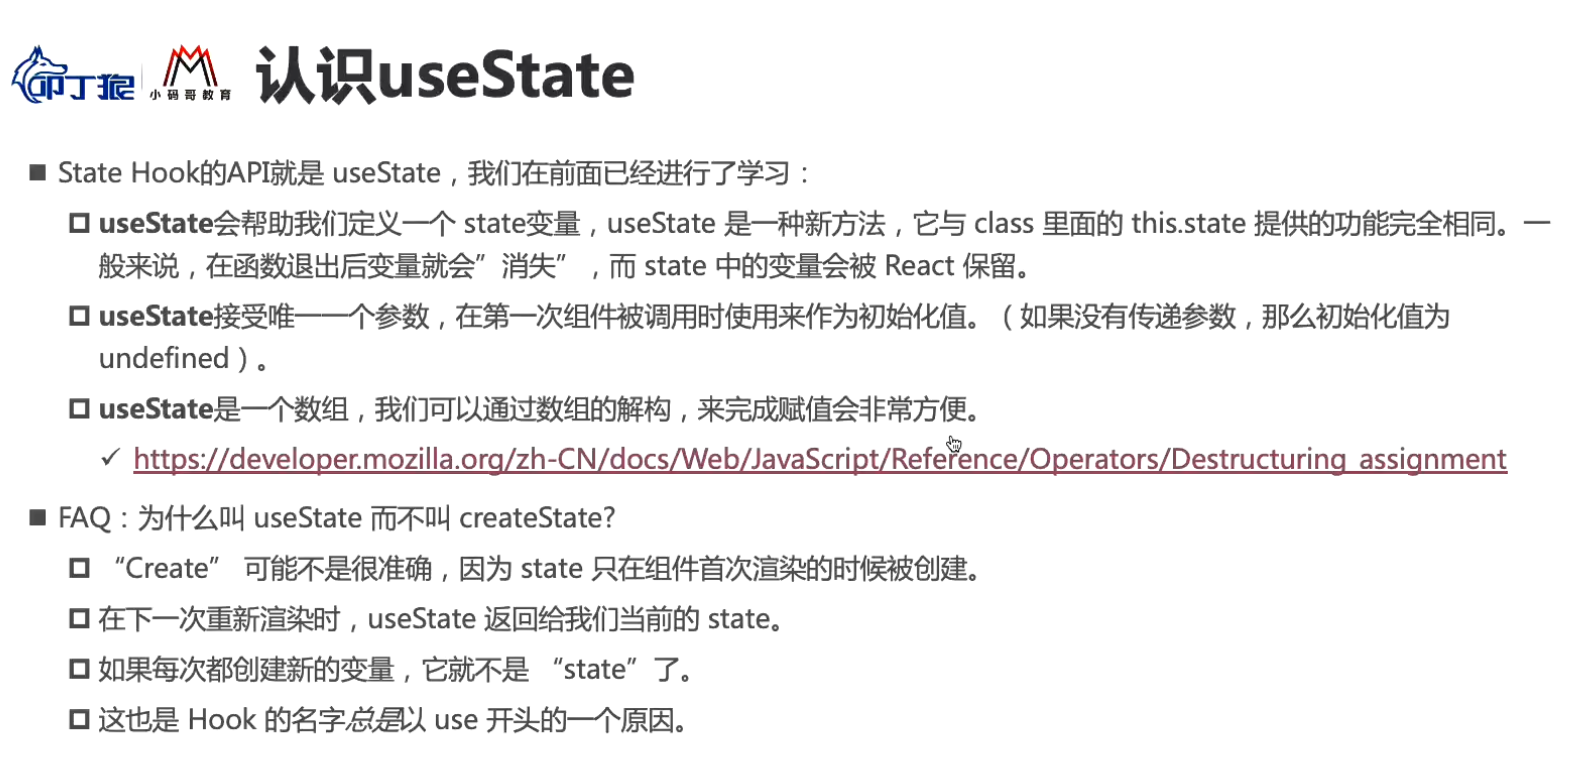 叩丁狼 小码哥教育 认识useState
State Hook的API就是 useState，我们在前面已经进行了学习：
useState会帮助我们定义一个 state变量，useState 是一种新方法，它与 class 里面的 this.state 提供的功能完全相同。一
般来说，在函数退出后变量就会”消失”，而 state 中的变量会被 React 保留。
useState接受唯一一个参数，在第一次组件被调用时使用来作为初始化值。（如果没有传递参数，那么初始化值为
undefined）。
useState是一个数组，我们可以通过数组的解构，来完成赋值会非常方便。
https://developer.mozilla.org/zh-CN/docs/Web/JavaScript/Reference/Operators/Destructuring_assignment
FAQ：为什么叫 useState 而不叫 createState?
“Create” 可能不是很准确，因为 state 只在组件首次渲染的时候被创建。
在下一次重新渲染时，useState 返回给我们当前的 state。
如果每次都创建新的变量，它就不是 “state”了。
这也是 Hook 的名字总是以 use 开头的一个原因。